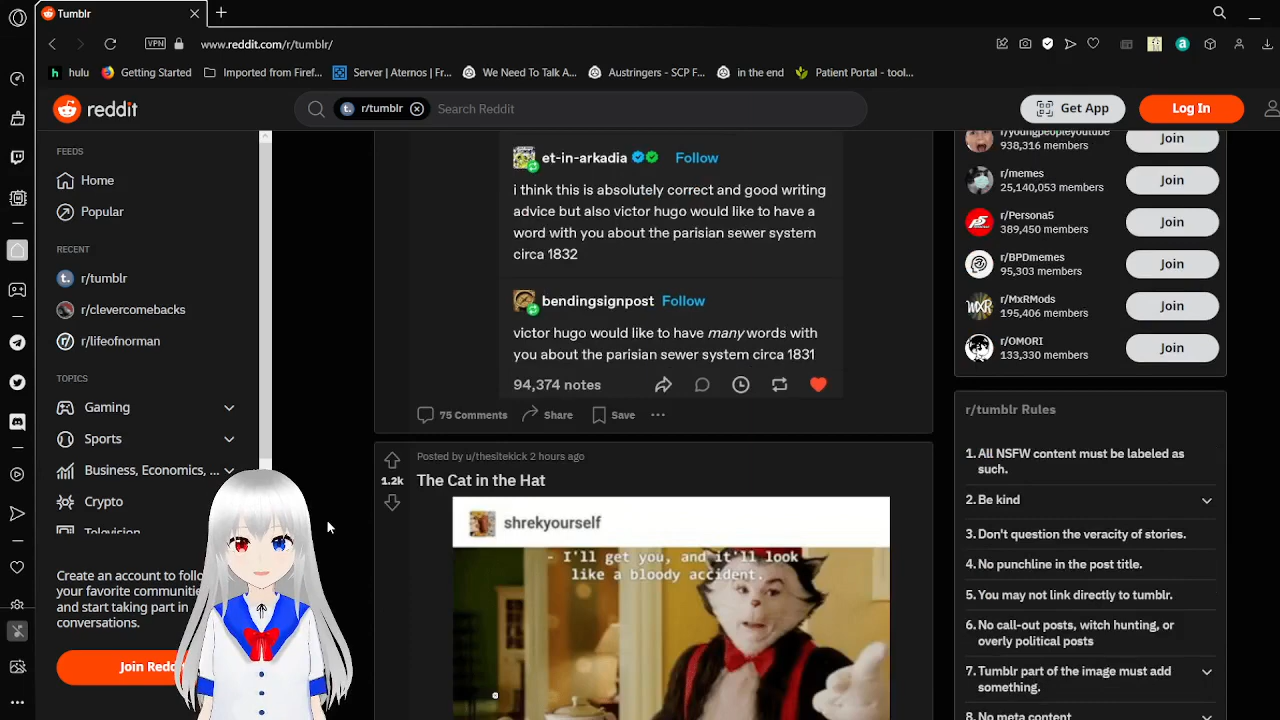 Tumblr
VPN
www.reddit.com/r/tumblr/
hulu
Getting Started
Imported from Firef...
Server | Aternos | Fr...
We Need To Talk A...
Austringers - SCP F...
in the end
Patient Portal - tool...
reddit
r/tumblr
Search Reddit
Get App
Log In
FEEDS
Home
Popular
RECENT
r/tumblr
r/clevercomebacks
r/lifeofnorman
TOPICS
Gaming
Sports
Business, Economics, ...
Crypto
Television
Create an account to follo
your favorite communitie
and start taking part in
conversations.
Join Redd
et-in-arkadia
Follow
i think this is absolutely correct and good writing
advice but also victor hugo would like to have a
word with you about the parisian sewer system
circa 1832
bendingsignpost
Follow
victor hugo would like to have many words with
you about the parisian sewer system circa 1831
94,374 notes
75 Comments
Share
Save
Posted by u/thesitekick 2 hours ago
1.2k
The Cat in the Hat
shrekyourself
- I'll get you, and it'll look
like a bloody accident.
r/youngpeopleyoutube
938,316 members
Join
r/memes
25,140,053 members
Join
r/Persona5
389,450 members
Join
r/BPDmemes
95,303 members
Join
r/MxRMods
195,406 members
Join
r/OMORI
133,330 members
Join
r/tumblr Rules
1. All NSFW content must be labeled as
such.
2. Be kind
3. Don't question the veracity of series.
4. No punchline in the post title.
5. You may not link directly to tumblr.
6. No call-out posts, witch hunting, or
overly political posts
7. Tumblr part of the image must add
something.
8. No meta content